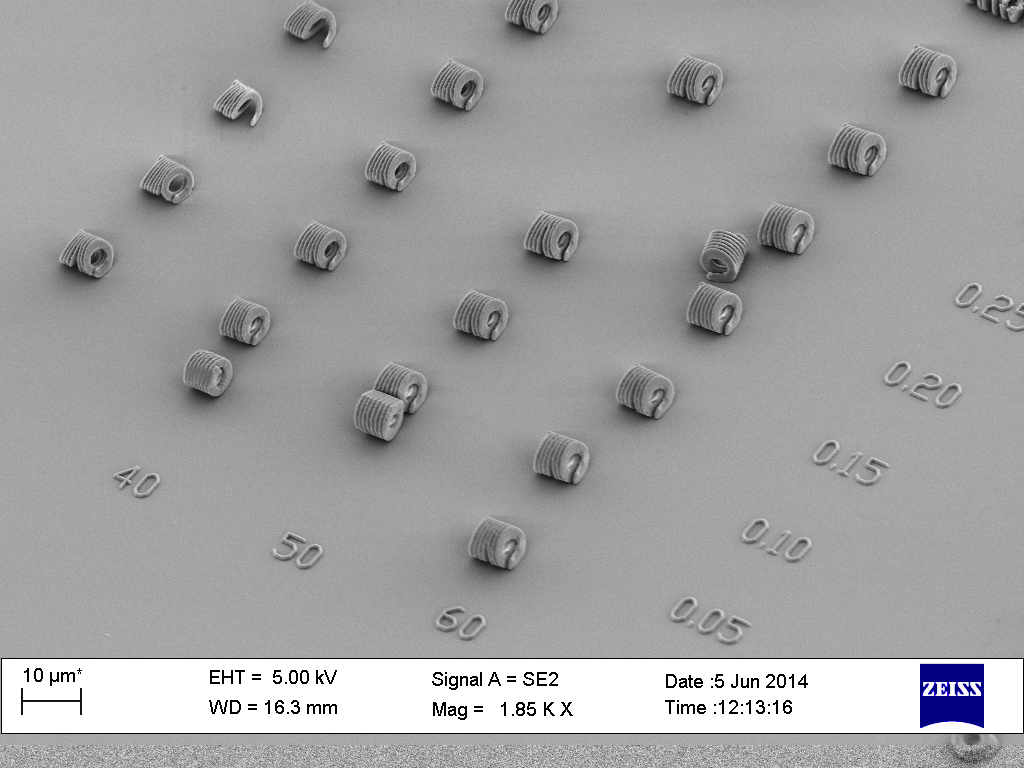 0.25
0.20
0.15
40
0.10
50
0.05
60
10 µm*
EHT = 5.00 kV
WD = 16.3 mm
Signal A = SE2
Mag = 1.85 K X
Date :5 Jun 2014
Time :12:13:16
ZEISS